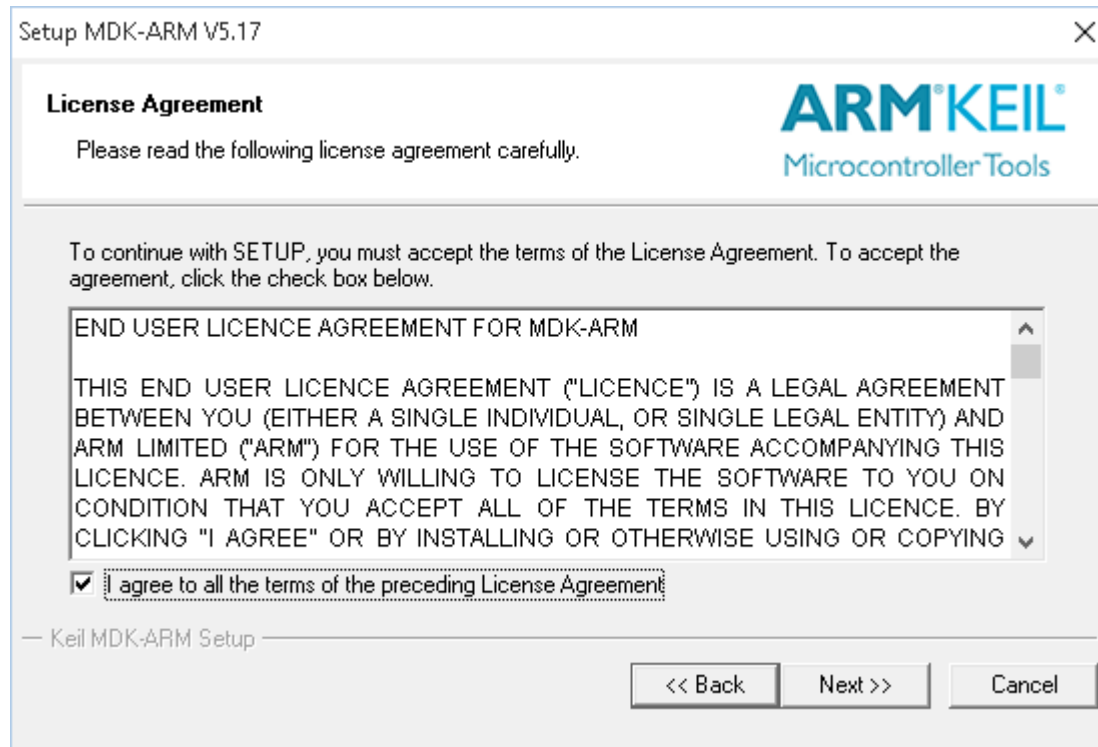 Setup MDK-ARM V5.17
License Agreement
Please read the following license agreement carefully.
ARM®KEIL®
Microcontroller Tools
To continue with SETUP, you must accept the terms of the License Agreement. To accept the
agreement, click the check box below.
END USER LICENCE AGREEMENT FOR MDK-ARM
THIS END USER LICENCE AGREEMENT ("LICENCE") IS A LEGAL AGREEMENT
BETWEEN YOU (EITHER A SINGLE INDIVIDUAL, OR SINGLE LEGAL ENTITY) AND
ARM LIMITED ("ARM") FOR THE USE OF THE SOFTWARE ACCOMPANYING THIS
LICENCE. ARM IS ONLY WILLING TO LICENSE THE SOFTWARE TO YOU ON
CONDITION THAT YOU ACCEPT ALL OF THE TERMS IN THIS LICENCE. BY
CLICKING "I AGREE" OR BY INSTALLING OR OTHERWISE USING OR COPYING
I agree to all the terms of the preceding License Agreement
Keil MDK-ARM Setup
<< Back Next >> Cancel